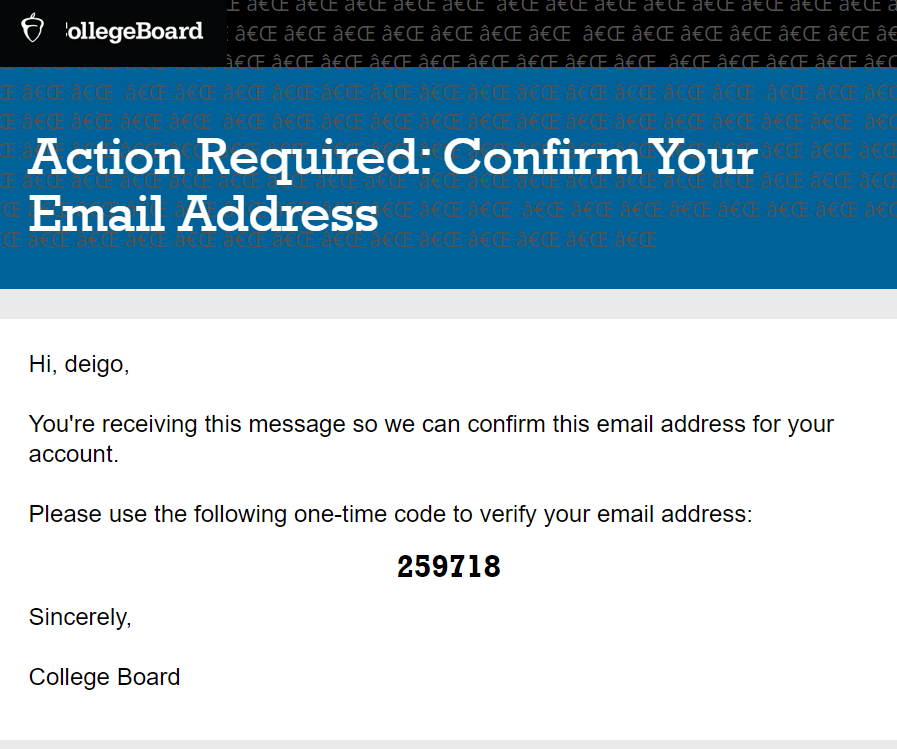 ollegeBoard
Action Required: Confirm Your
Email Address
Hi, deigo,
You're receiving this message so we can confirm this email address for your
account.
Please use the following one-time code to verify your email address:
259718
Sincerely,
College Board